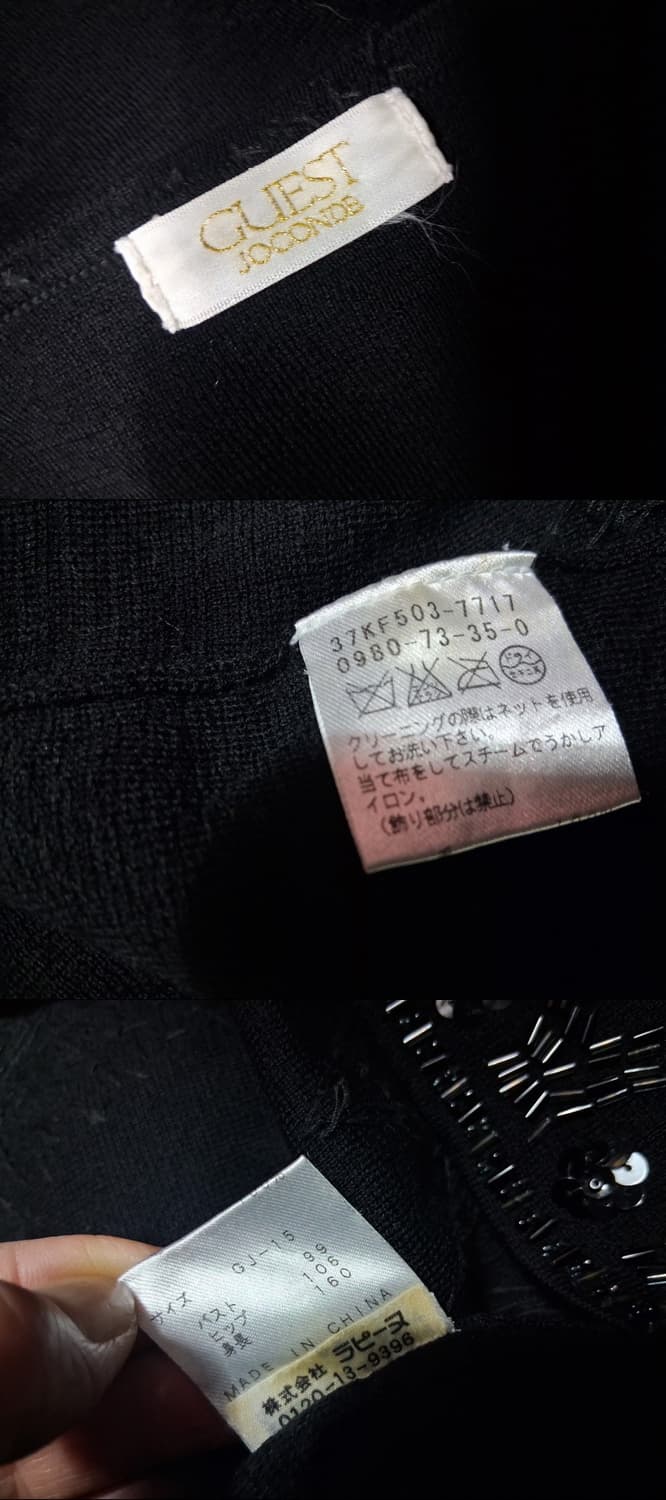 GUEST
JOCONDE
37KF503-7717
0980-73-35-0
ドライ
セキユ系
クリーニングの際はネットを使用
してお洗い下さい。
当て布をしてスチームでうかしア
イロン。
(飾り部分は禁止)
サイズ GJ-15
バスト 99
ヒップ 106
身長 160
MADE IN CHINA
株式会社 ラピーヌ
0120-13-9396